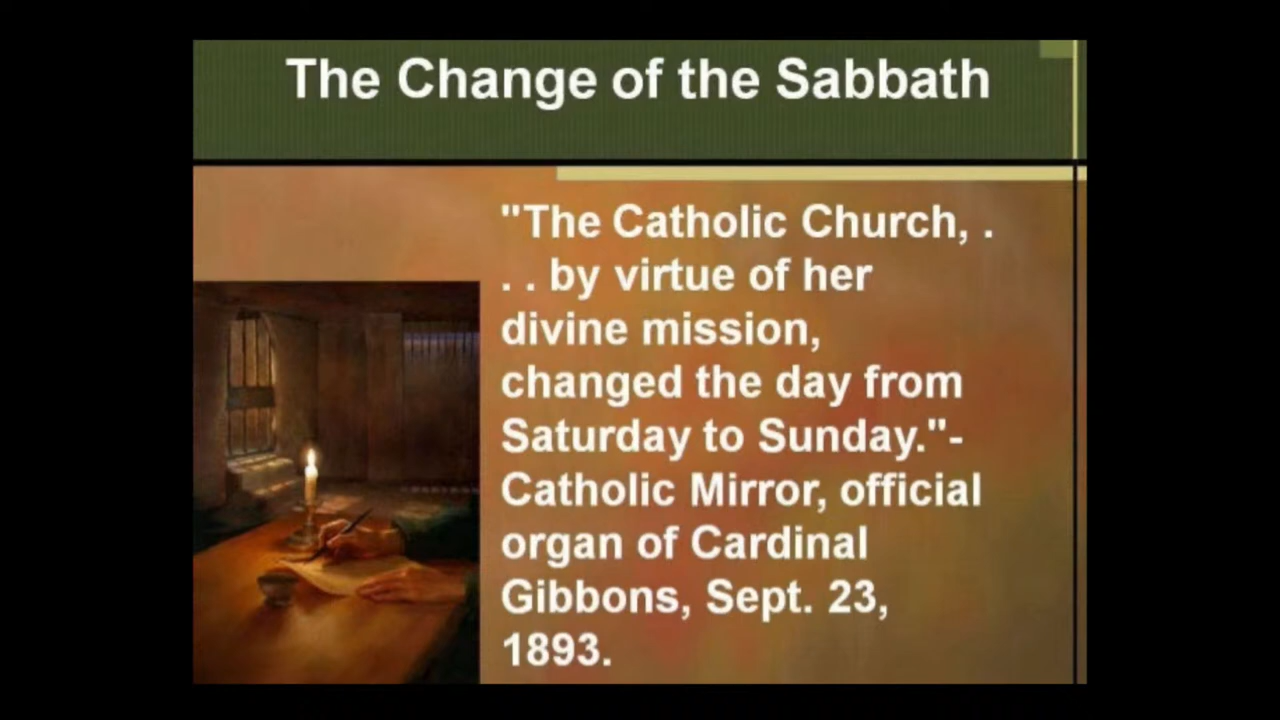 The Change of the Sabbath
"The Catholic Church, .
. . by virtue of her
divine mission,
changed the day from
Saturday to Sunday."-
Catholic Mirror, official
organ of Cardinal
Gibbons, Sept. 23,
1893.